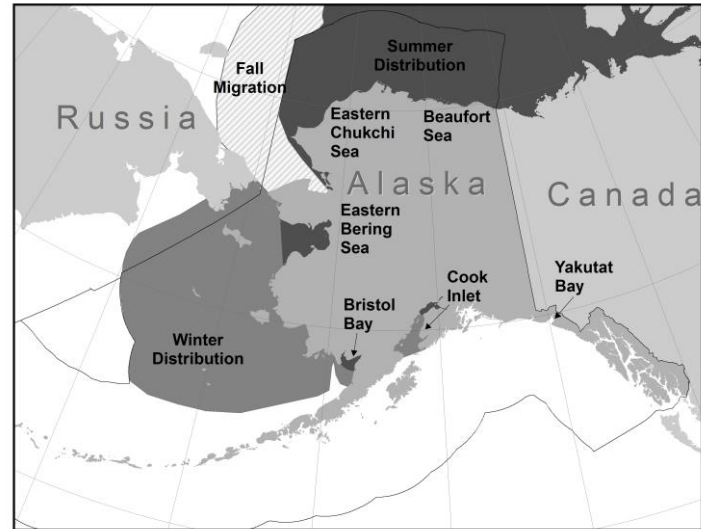 Summer
Distribution
Fall
Migration
Russia
Eastern
Chukchi
Sea
Beaufort
Sea
Alaska
Canada
Eastern
Bering
Sea
Cook
Inlet
Yakutat
Bay
Bristol
Bay
Winter
Distribution